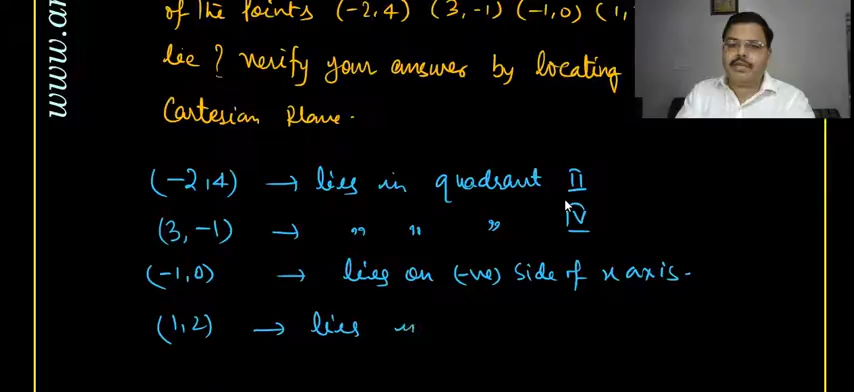 of the points (-2,4) (3,-1) (-1,0) (1,
lie? Verify your answer by locating
Cartesian Plane.
(-2,4) → lies in quadrant II
(3,-1) → " " " IV
(-1,0) → lies on (-ve) side of x axis.
(1,2) → lies
www.an